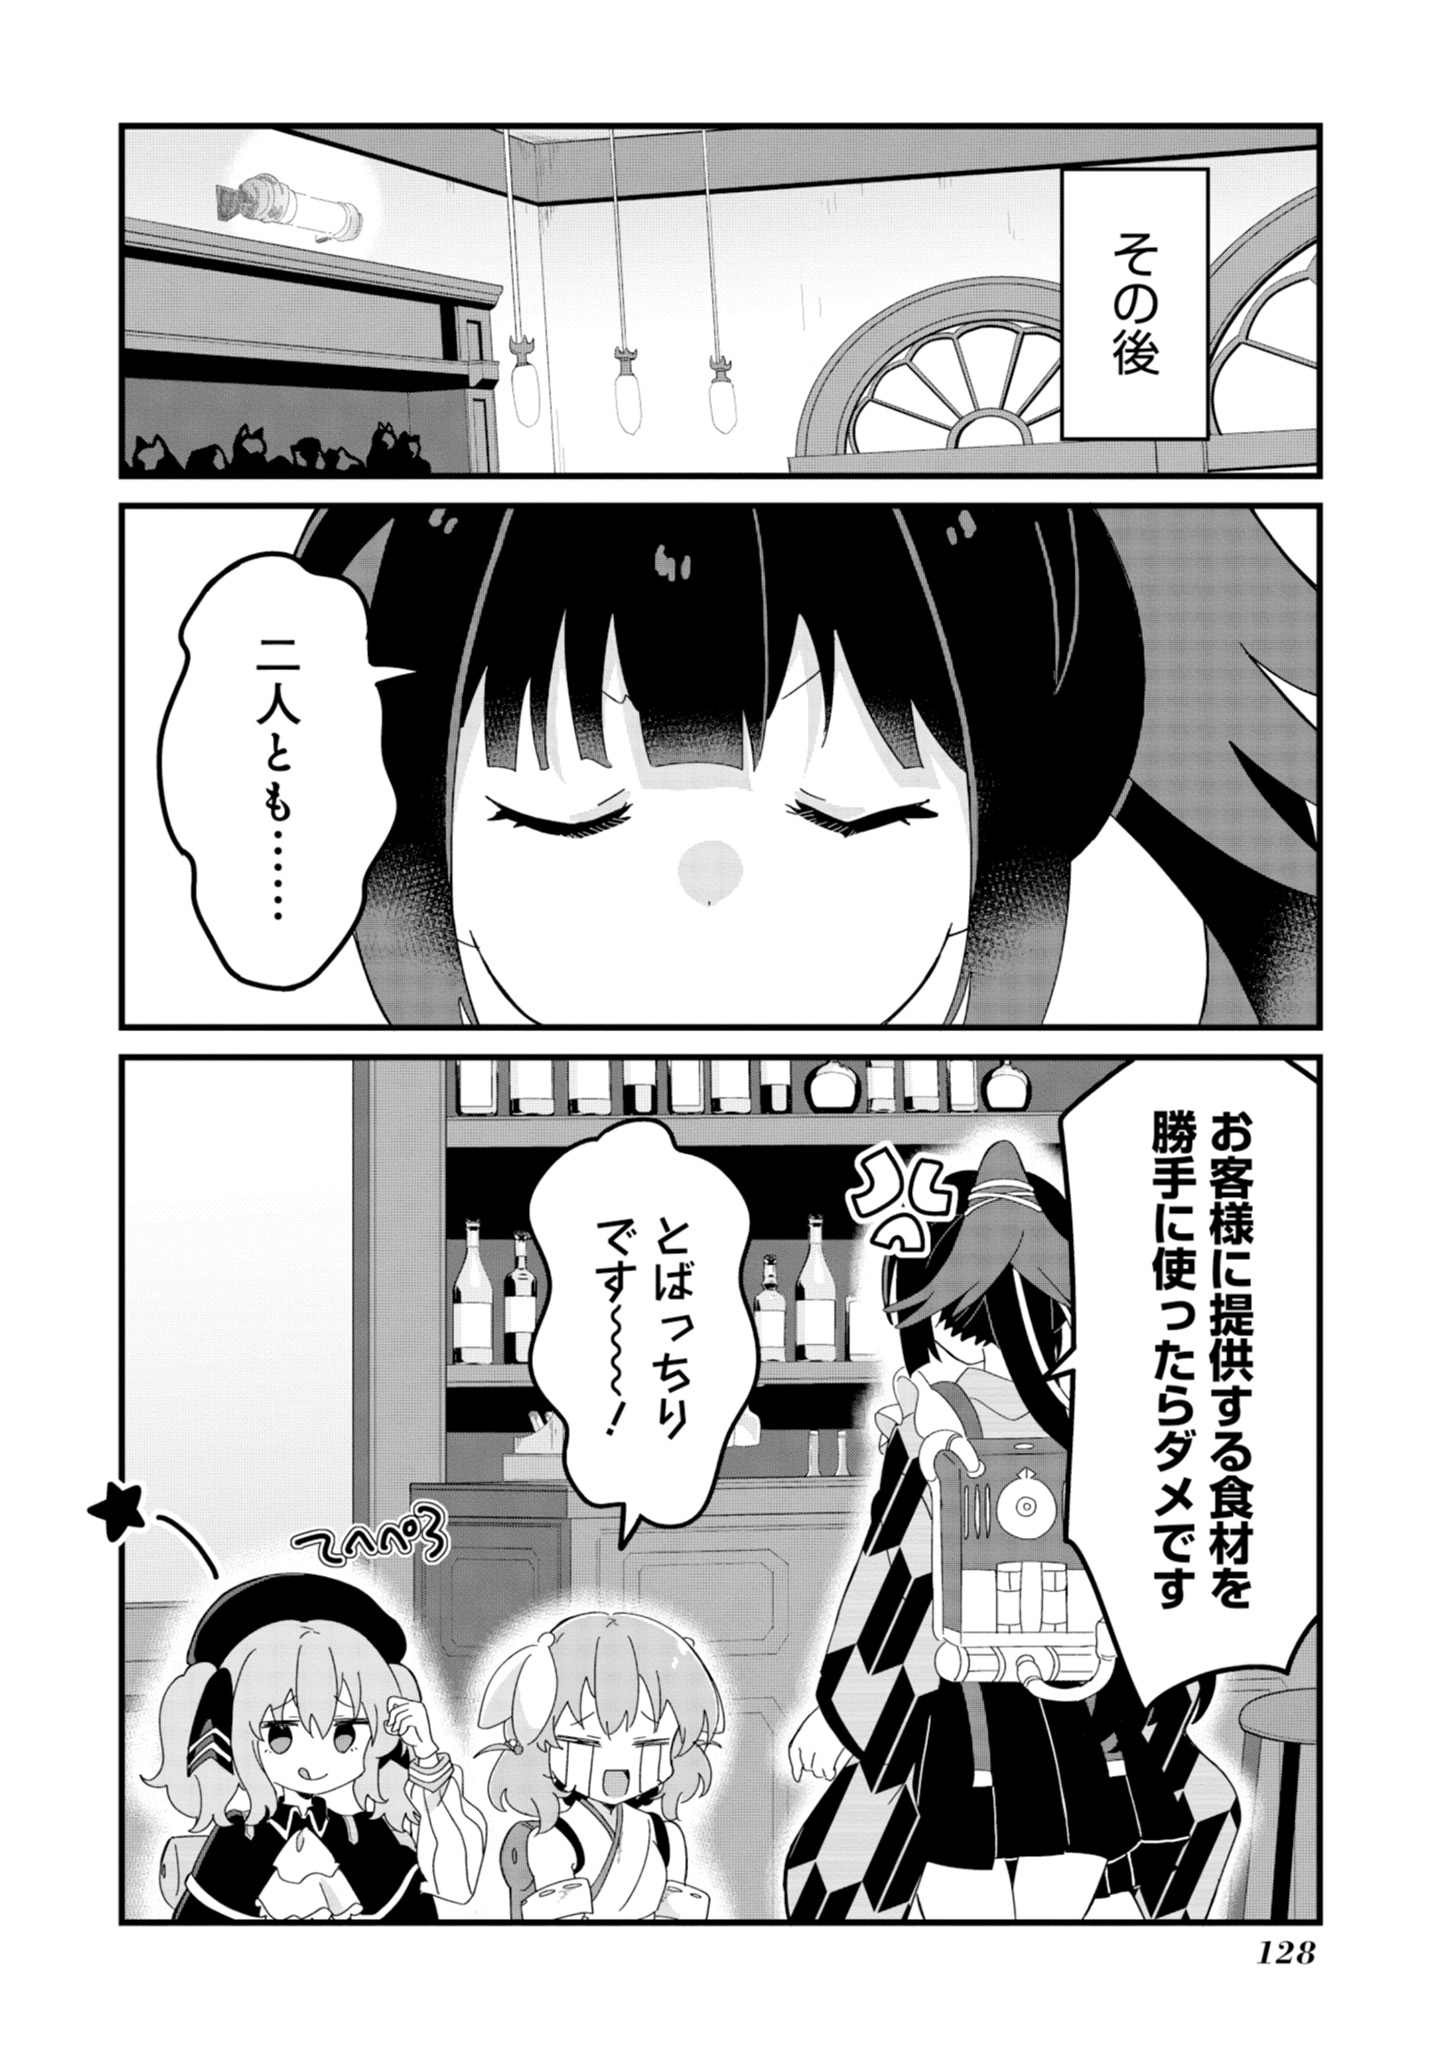 その後
二人とも………
お客様に提供する食材を
勝手に使ったらダメです
とばっちり
です〜〜〜!
てへぺろ
128